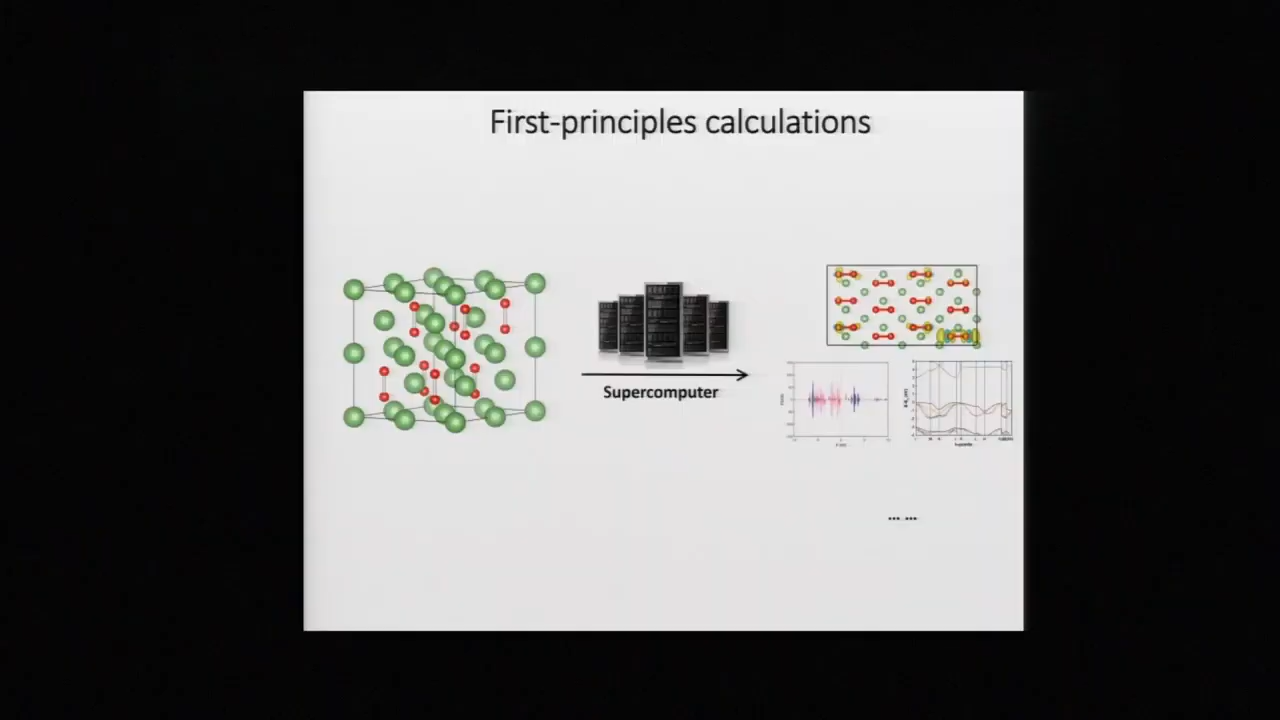 First-principles calculations
Supercomputer
... ...